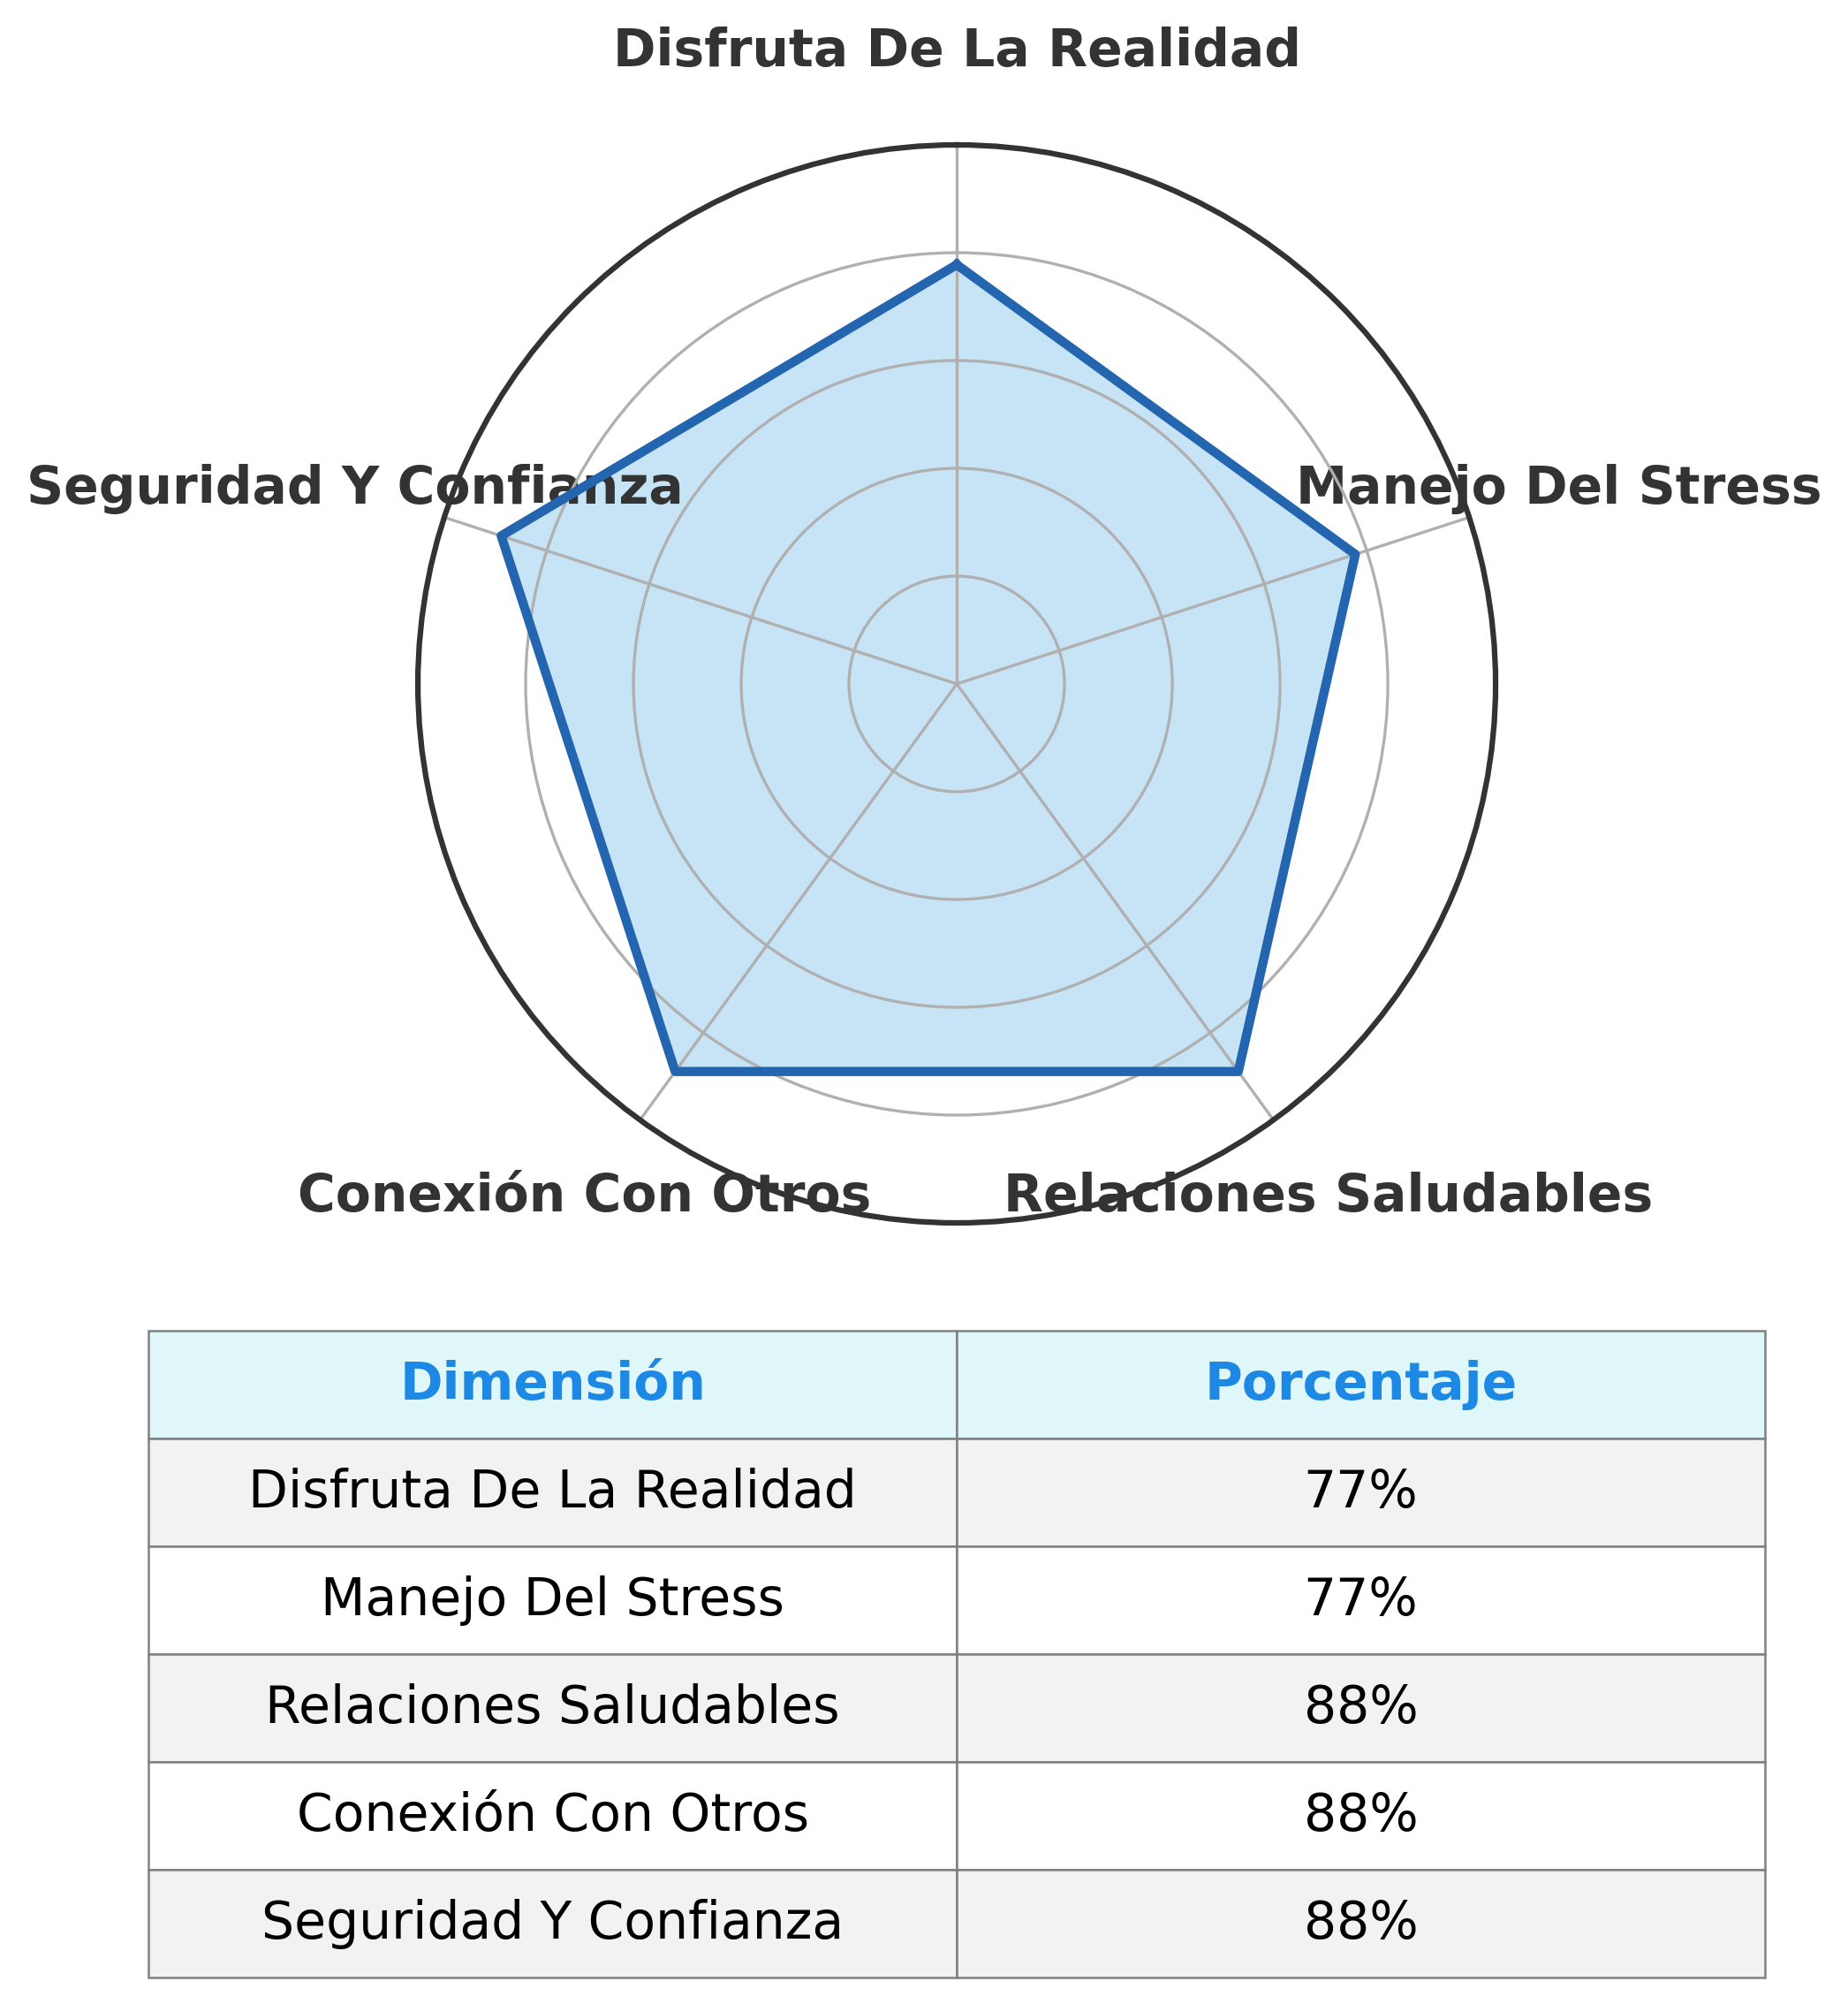 Disfruta De La Realidad
Seguridad Y Confianza
Manejo Del Stress
Conexión Con Otros
Relaciones Saludables
Dimensión Porcentaje
Disfruta De La Realidad 77%
Manejo Del Stress 77%
Relaciones Saludables 88%
Conexión Con Otros 88%
Seguridad Y Confianza 88%